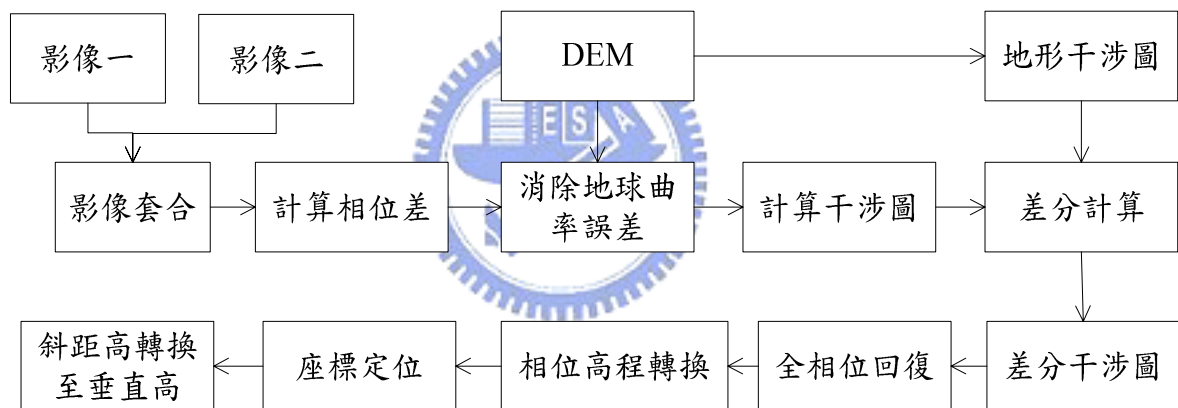 影像一
影像二
DEM
地形干涉圖
ESA
影像套合
計算相位差
消除地球曲
率誤差
計算干涉圖
差分計算
斜距高轉換
至垂直高
座標定位
相位高程轉換
全相位回復
差分干涉圖